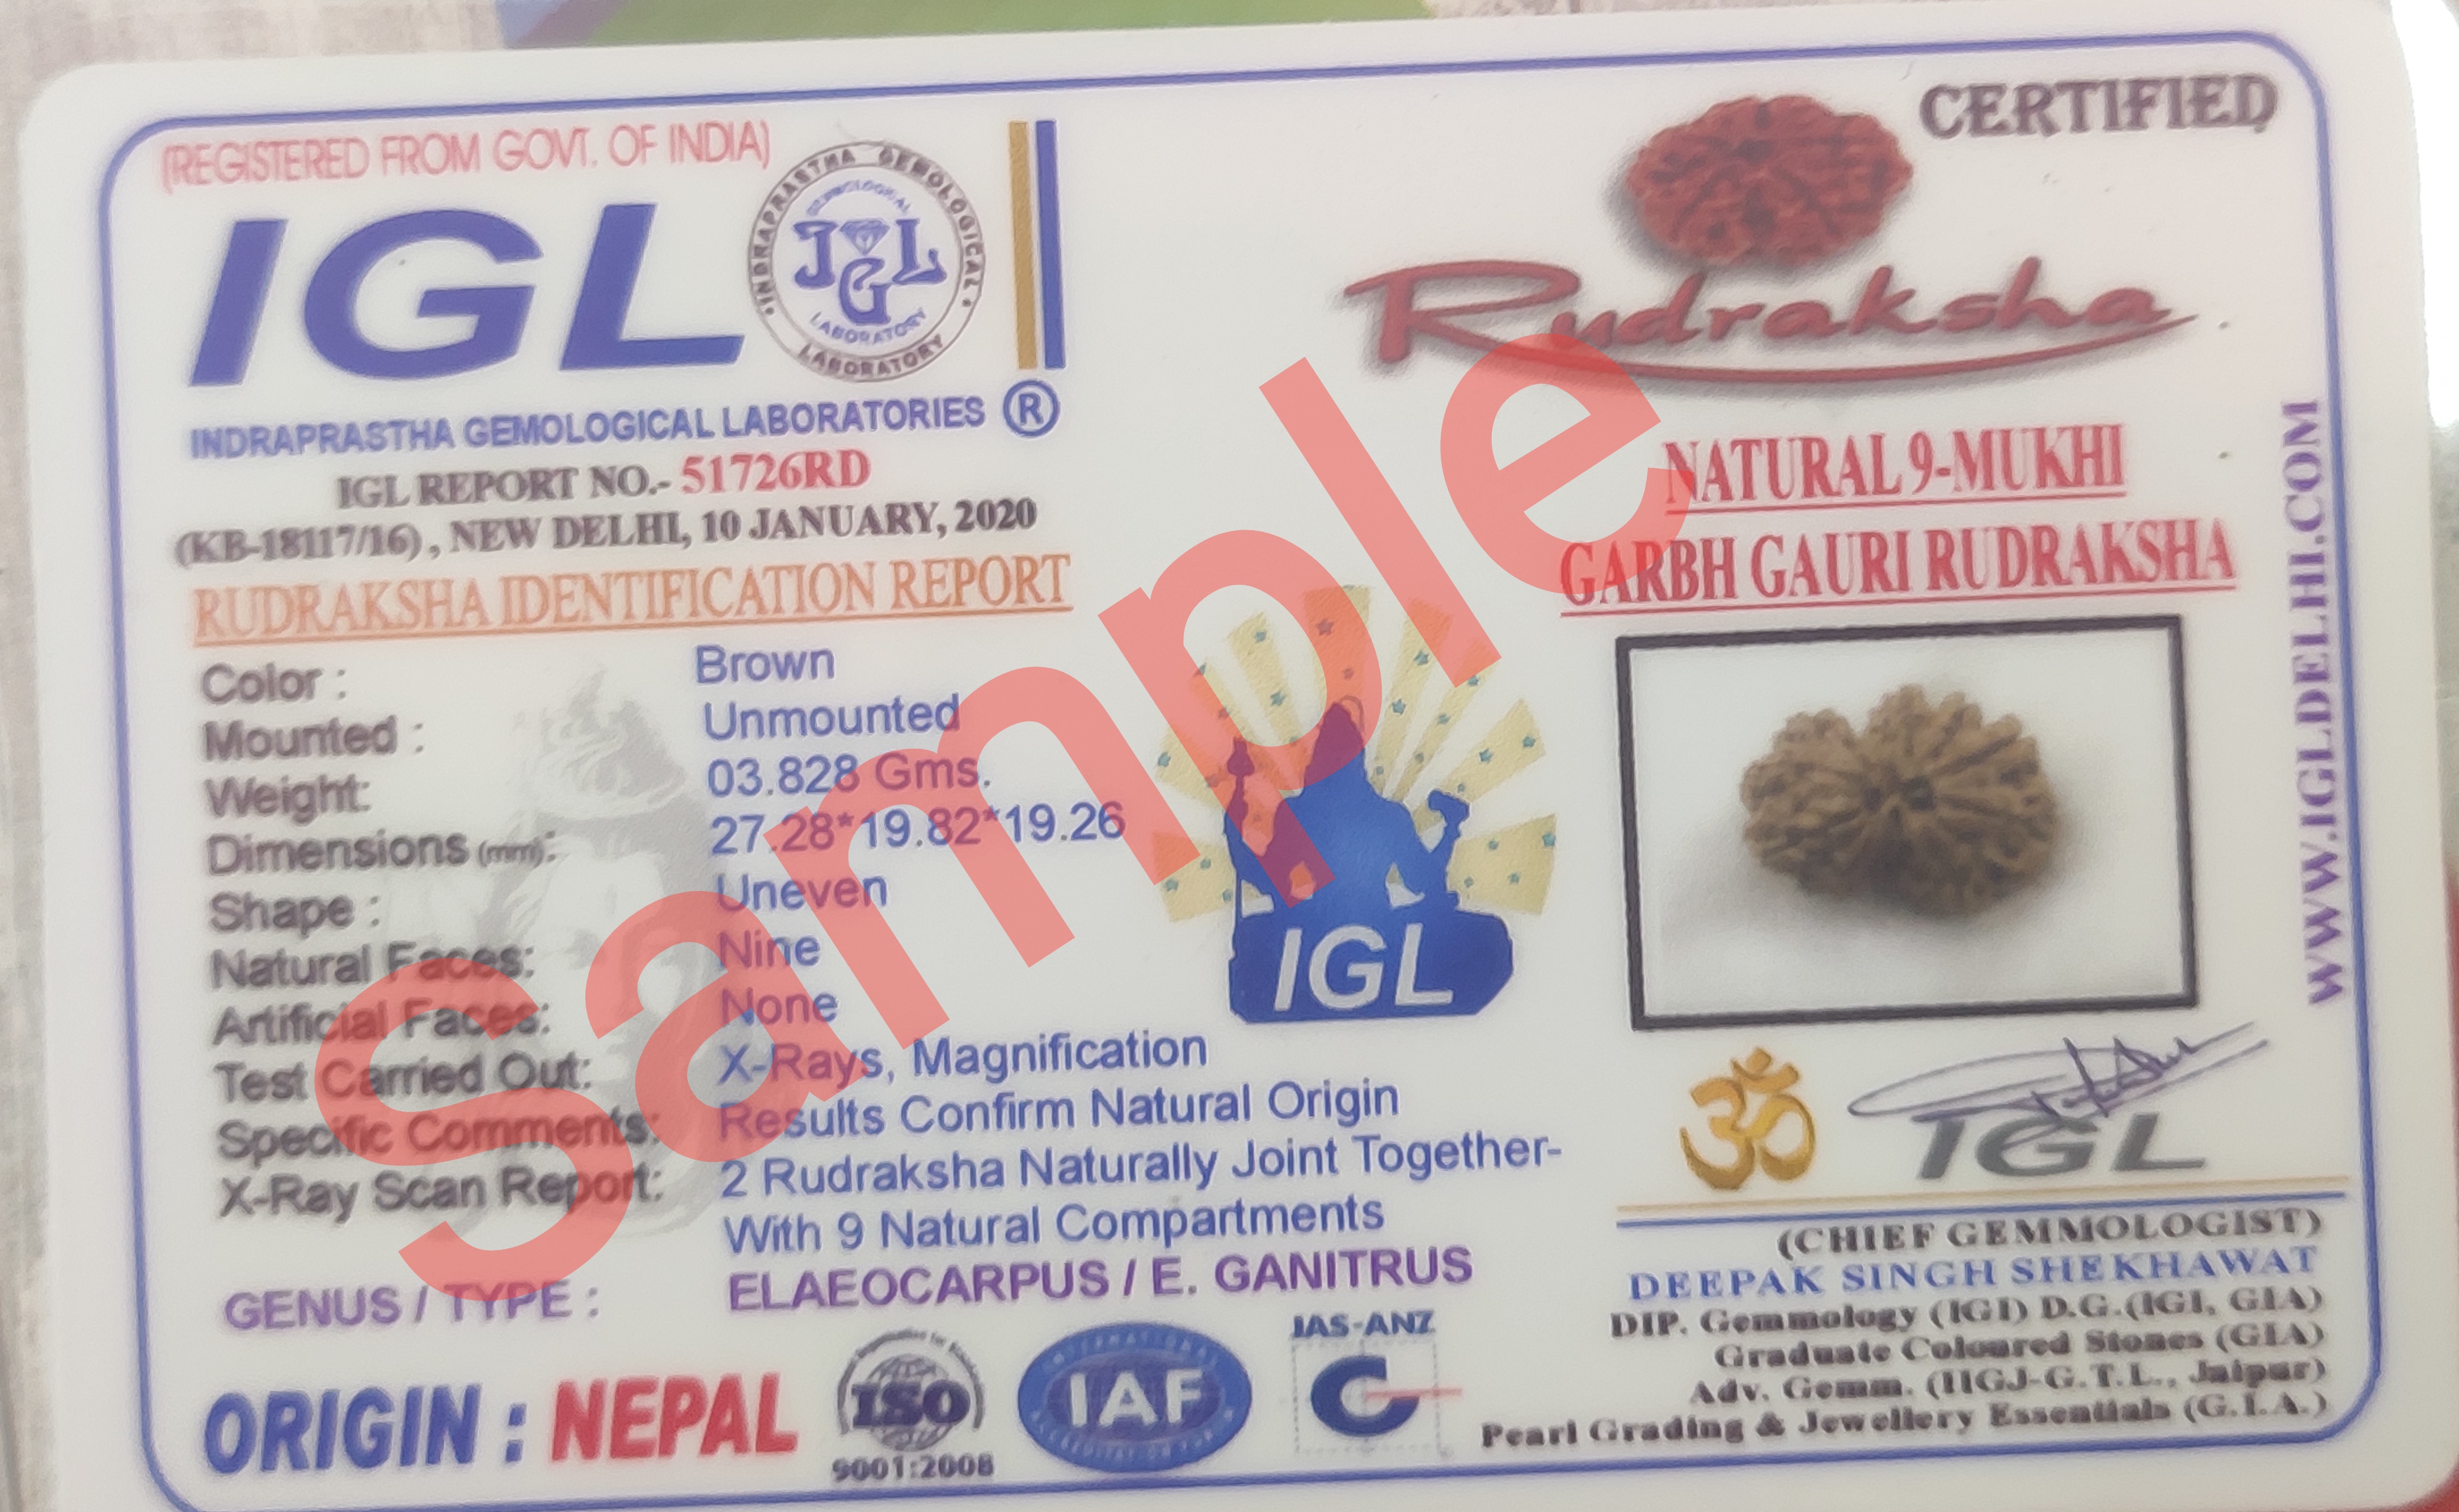 (REGISTERED FROM GOVT. OF INDIA)
IGL
INDRAPRASTHA GEMOLOGICAL LABORATORY
GEMOLOGICAL
IGL
LABORATORY
INDRAPRASTHA GEMOLOGICAL LABORATORIES ®
IGL REPORT NO.- 51726RD
(KB-18117/16), NEW DELHI, 10 JANUARY, 2020
RUDRAKSHA IDENTIFICATION REPORT
Color : Brown
Mounted : Unmounted
Weight: 03.828 Gms.
Dimensions (mm): 27.28*19.82*19.26
Shape : Uneven
Natural Faces: Nine
Artificial Faces: None
Test Carried Out: X-Rays, Magnification
Specific Comments: Results Confirm Natural Origin
X-Ray Scan Report: 2 Rudraksha Naturally Joint Together-
With 9 Natural Compartments
GENUS / TYPE : ELAEOCARPUS / E. GANITRUS
ORIGIN : NEPAL
ISO
9001:2008
IAF
JAS-ANZ
IGL
CERTIFIED
Rudraksha
NATURAL 9-MUKHI
GARBH GAURI RUDRAKSHA
WWW.IGLDELHI.COM
ॐ
IGL
(CHIEF GEMMOLOGIST)
DEEPAK SINGH SHEKHAWAT
DIP. Gemmology (IGI) D.G.(IGI, GIA)
Graduate Coloured Stones (GIA)
Adv. Gemm. (IIGJ-G.T.L., Jaipur)
Pearl Grading & Jewellery Essentials (G.I.A.)
Sample